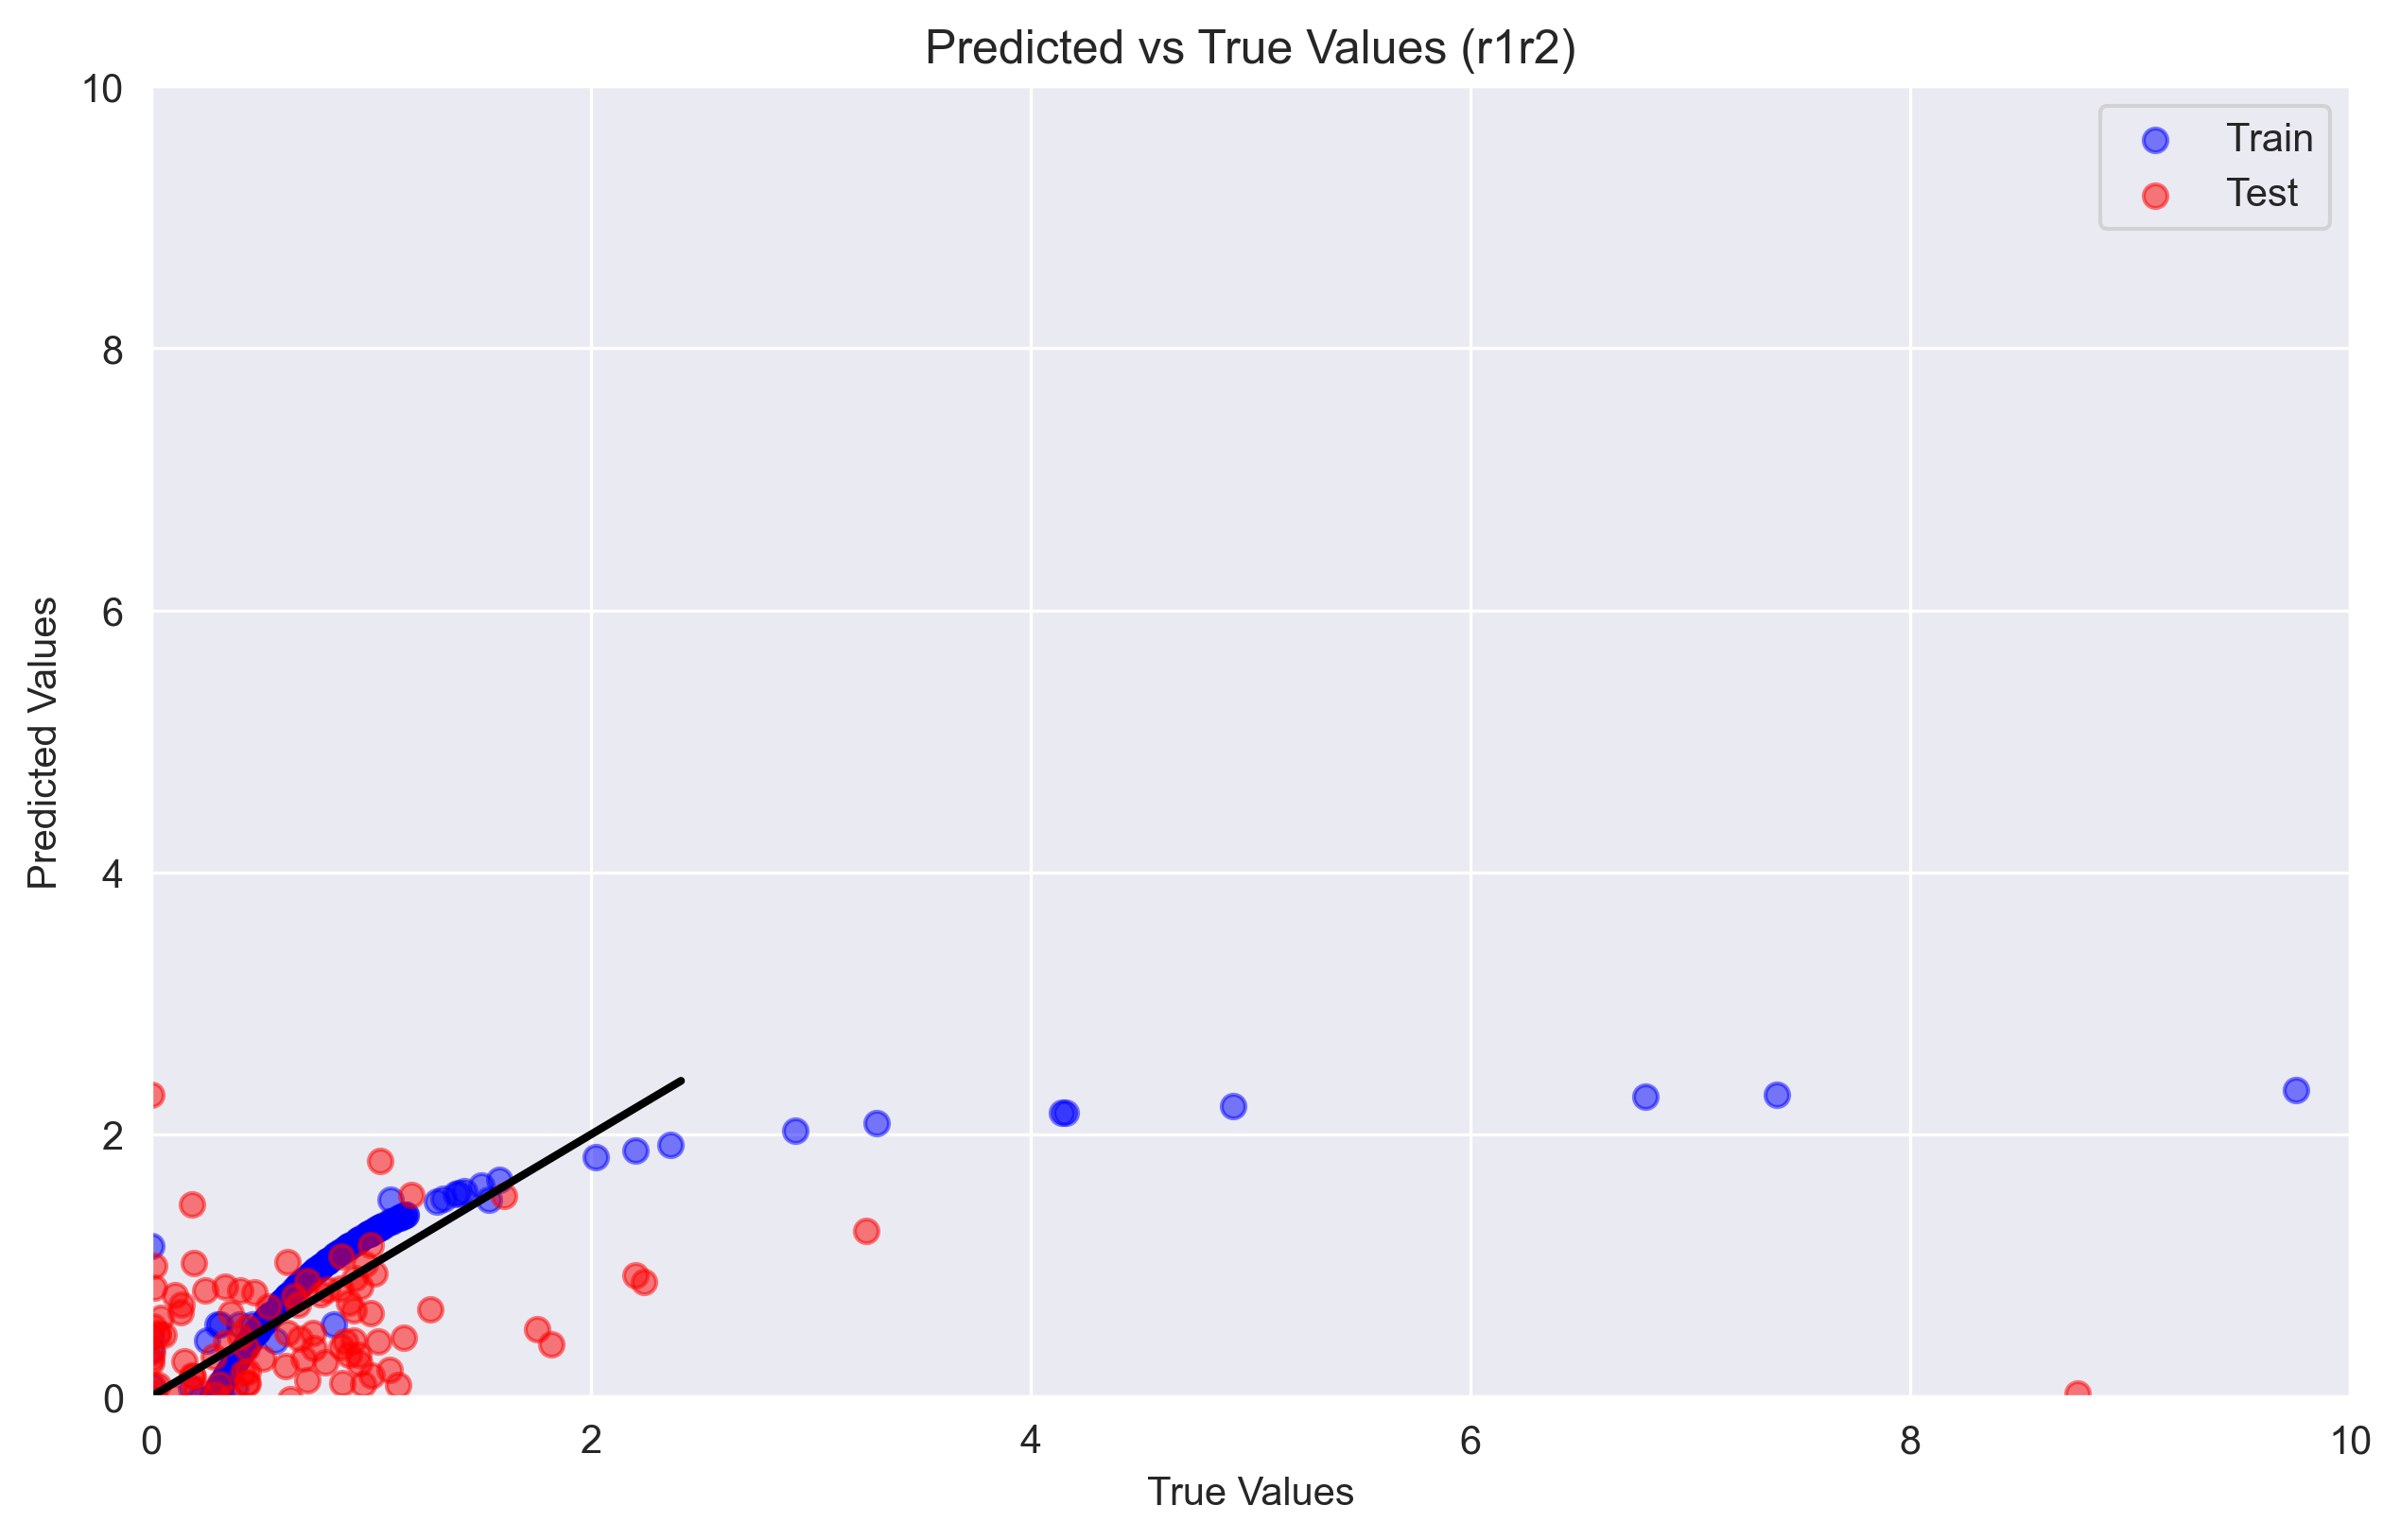 Predicted vs True Values (r1r2)
10
8
6
4
2
0
Predicted Values
Train
Test
0 2 4 6 8 10
True Values